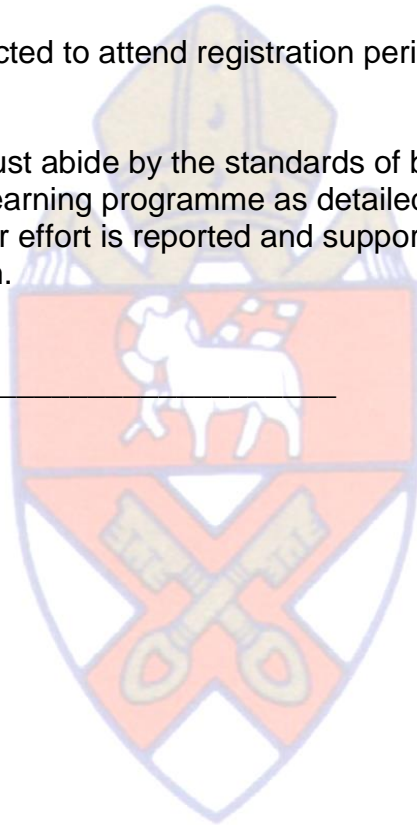 cted to attend registration peri
ust abide by the standards of b
earning programme as detailed
r effort is reported and suppor
.